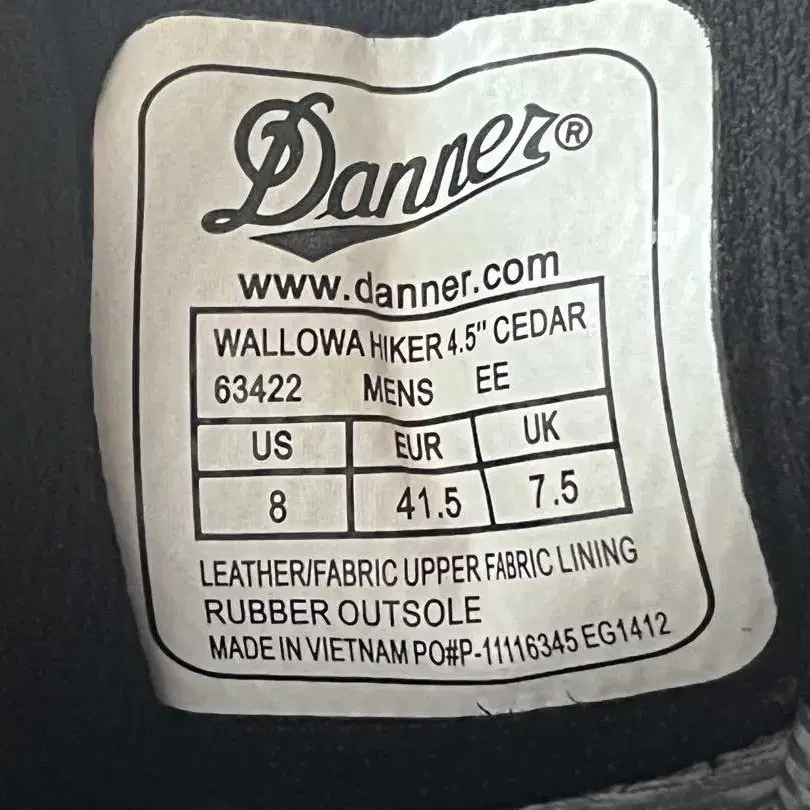 Danner®
www.danner.com
WALLOWA HIKER 4.5" CEDAR
63422 MENS EE
US EUR UK
8 41.5 7.5
LEATHER/FABRIC UPPER FABRIC LINING
RUBBER OUTSOLE
MADE IN VIETNAM PO#P-11116345 EG1412